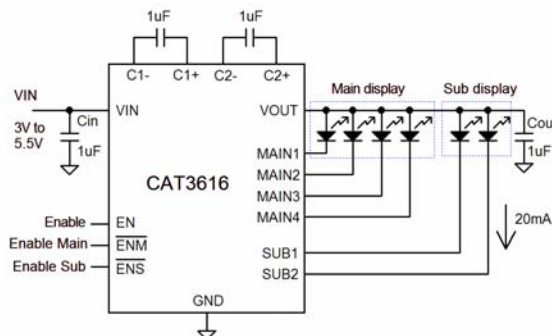 1uF 1uF
C1- C1+ C2- C2+
Main display Sub display
VIN
Cin VIN VOUT
3V to
5.5V
1uF
Cou
1uF
MAIN1
MAIN2
CAT3616
MAIN3
MAIN4
Enable EN
20mA
Enable Main ENM
Enable Sub ENS
SUB1
SUB2
GND